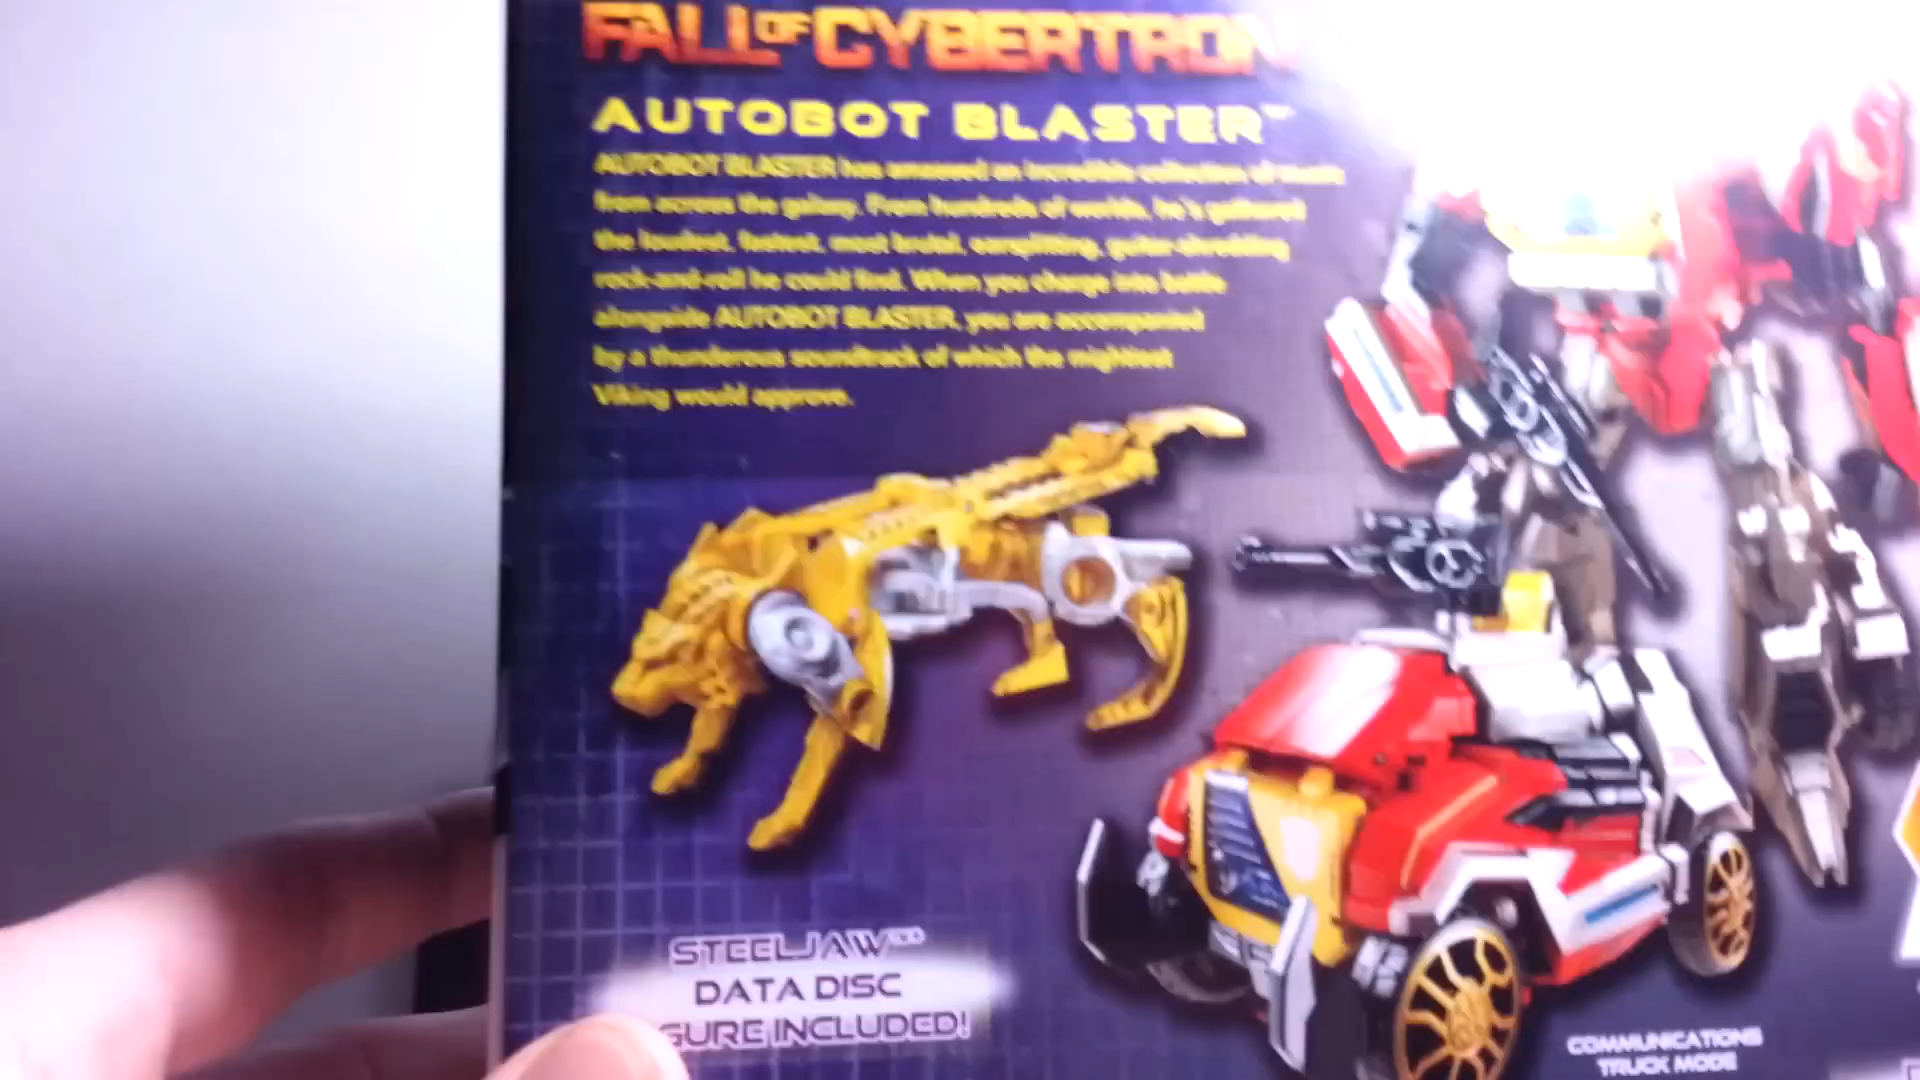 FALL OF CYBERTRON
AUTOBOT BLASTER™
AUTOBOT BLASTER has amassed an incredible collection of music
from across the galaxy. From hundreds of worlds, he's gathered
the loudest, fastest, most brutal, earsplitting, guitar-shredding
rock-and-roll he could find. When you charge into battle
alongside AUTOBOT BLASTER, you are accompanied
by a thunderous soundtrack of which the mightiest
Viking would approve.
STEELJAW™
DATA DISC
GURE INCLUDED!
COMMUNICATIONS
TRUCK MODE